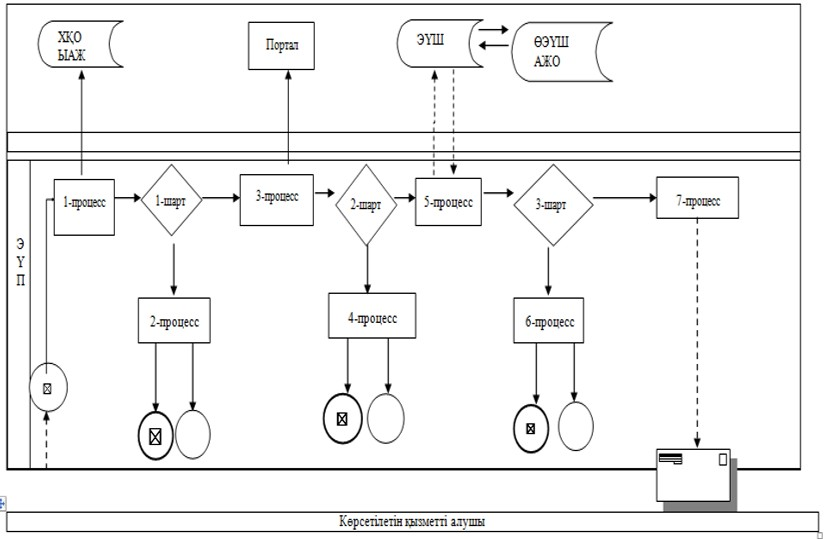 ХҚО
ЫАЖ
Портал
ЭҮШ
ӨЭҮШ
АЖО
1-процесс
1-шарт
3-процесс
2-шарт
5-процесс
3-шарт
7-процесс
Э
Ү
П
2-процесс
4-процесс
6-процесс
Көрсетілетін қызметті алушы